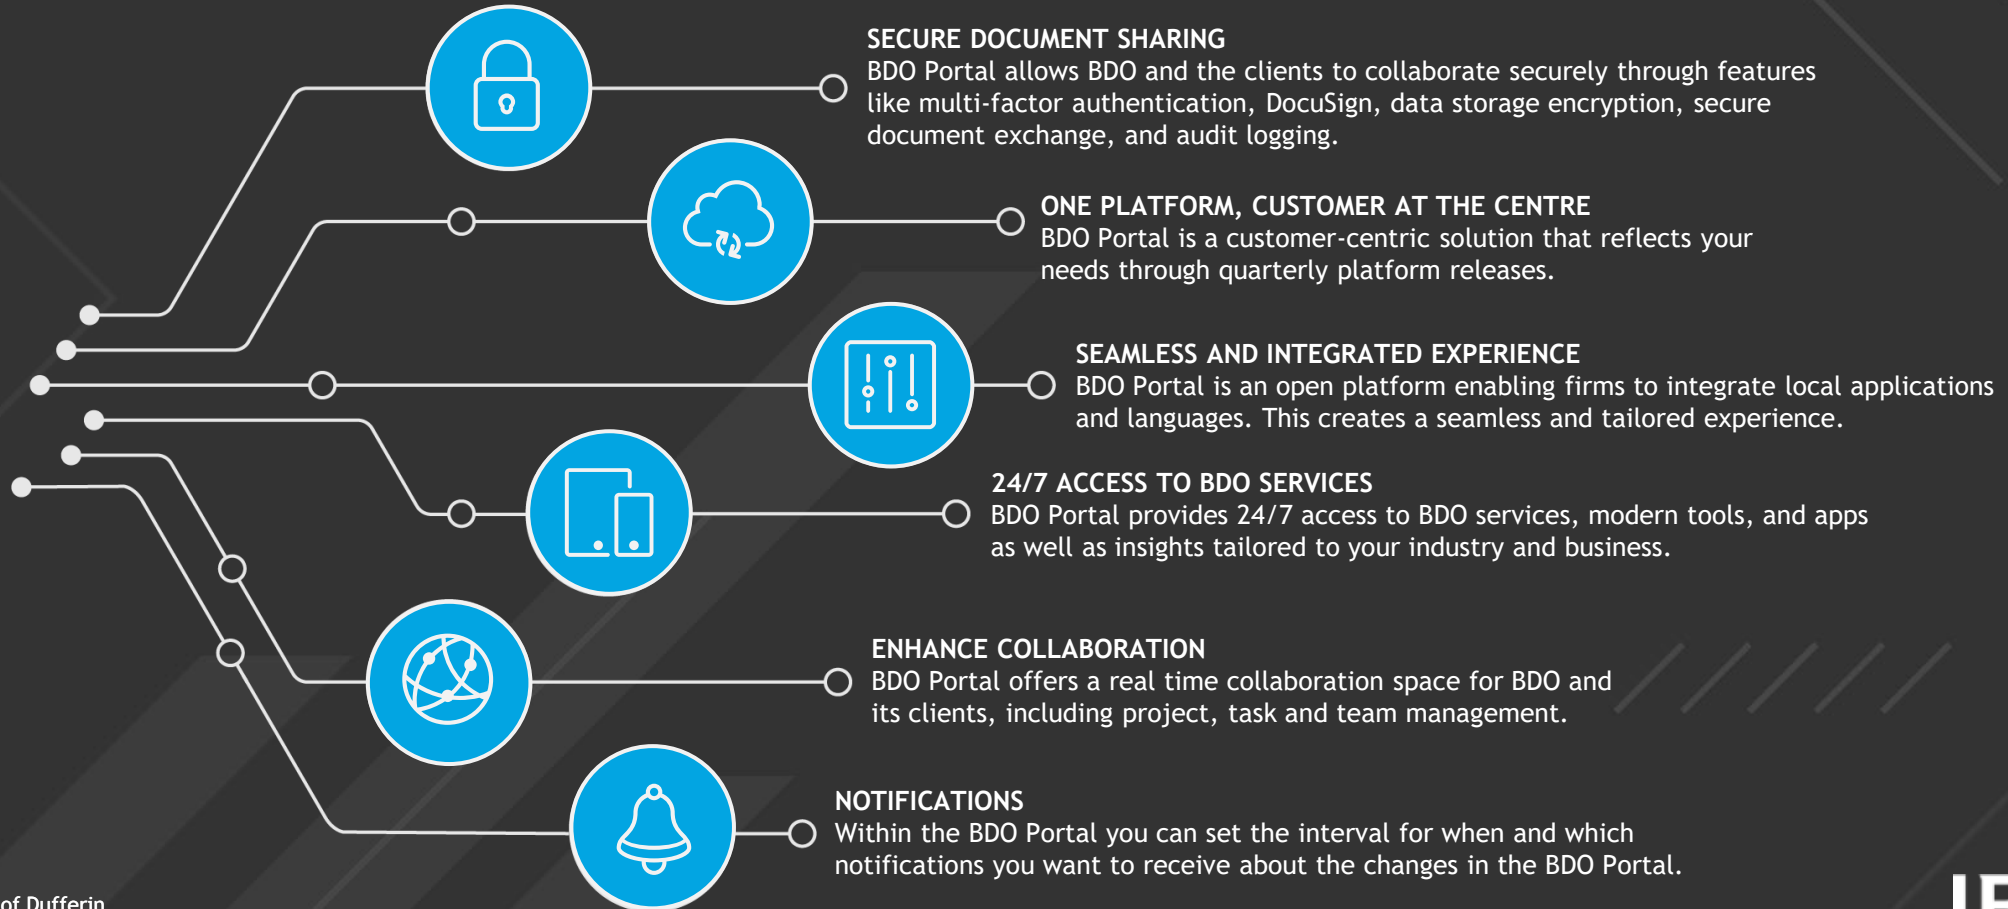 SECURE DOCUMENT SHARING
BDO Portal allows BDO and the clients to collaborate securely through features
like multi-factor authentication, DocuSign, data storage encryption, secure
document exchange, and audit logging.
ONE PLATFORM, CUSTOMER AT THE CENTRE
BDO Portal is a customer-centric solution that reflects your
needs through quarterly platform releases.
SEAMLESS AND INTEGRATED EXPERIENCE
BDO Portal is an open platform enabling firms to integrate local applications
and languages. This creates a seamless and tailored experience.
24/7 ACCESS TO BDO SERVICES
BDO Portal provides 24/7 access to BDO services, modern tools, and apps
as well as insights tailored to your industry and business.
ENHANCE COLLABORATION
BDO Portal offers a real time collaboration space for BDO and
its clients, including project, task and team management.
NOTIFICATIONS
Within the BDO Portal you can set the interval for when and which
notifications you want to receive about the changes in the BDO Portal.
of Dufferin